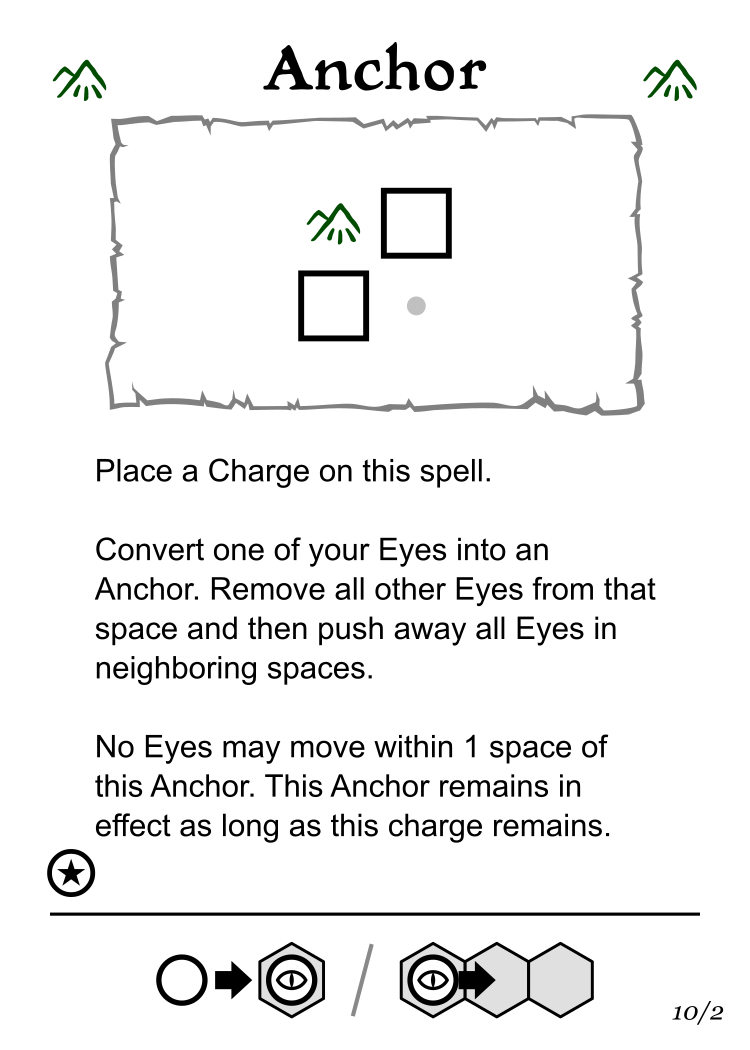 Anchor
Place a Charge on this spell.
Convert one of your Eyes into an
Anchor. Remove all other Eyes from that
space and then push away all Eyes in
neighboring spaces.
No Eyes may move within 1 space of
this Anchor. This Anchor remains in
effect as long as this charge remains.
10/2